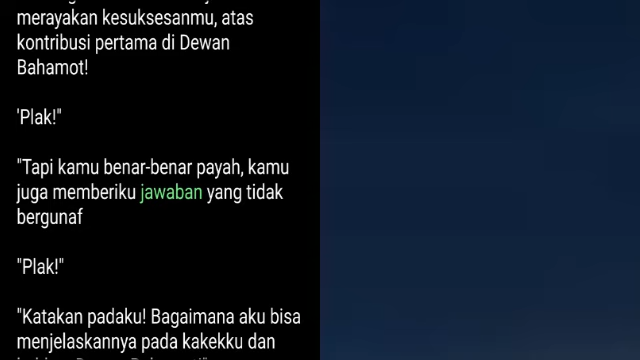 merayakan kesuksesanmu, atas
kontribusi pertama di Dewan
Bahamot!
'Plak!"
"Tapi kamu benar-benar payah, kamu
juga memberiku jawaban yang tidak
bergunaf
"Plak!"
"Katakan padaku! Bagaimana aku bisa
menjelaskannya pada kakekku dan